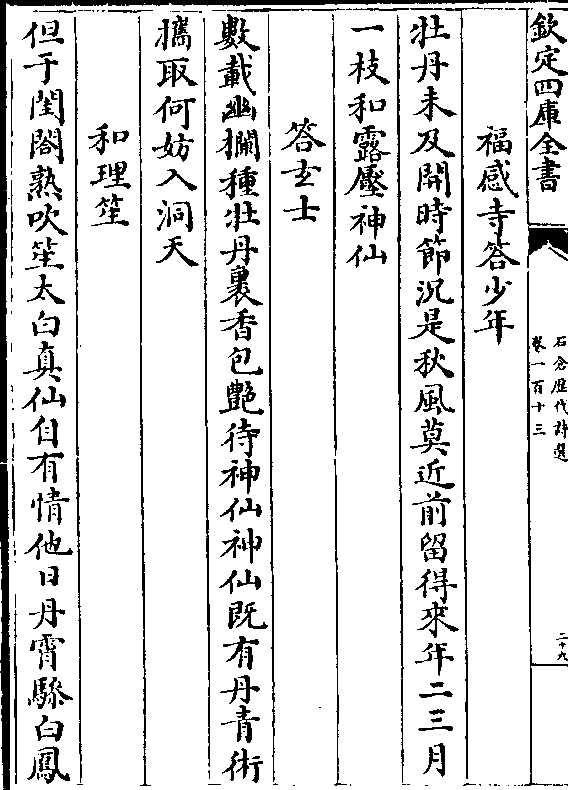 欽定四庫全書
石倉歷代詩選
卷一百十三
二十九
福感寺答少年
牡丹未及開時節況是秋風莫近前留得來年二三月
一枝和露壓神仙
答玄士
數載幽欄種牡丹裹香包艷待神仙神仙既有丹青術
攜取何妨入洞天
和理笙
但于閨閤熟吹笙太白真仙自有情他日丹霄驂白鳳